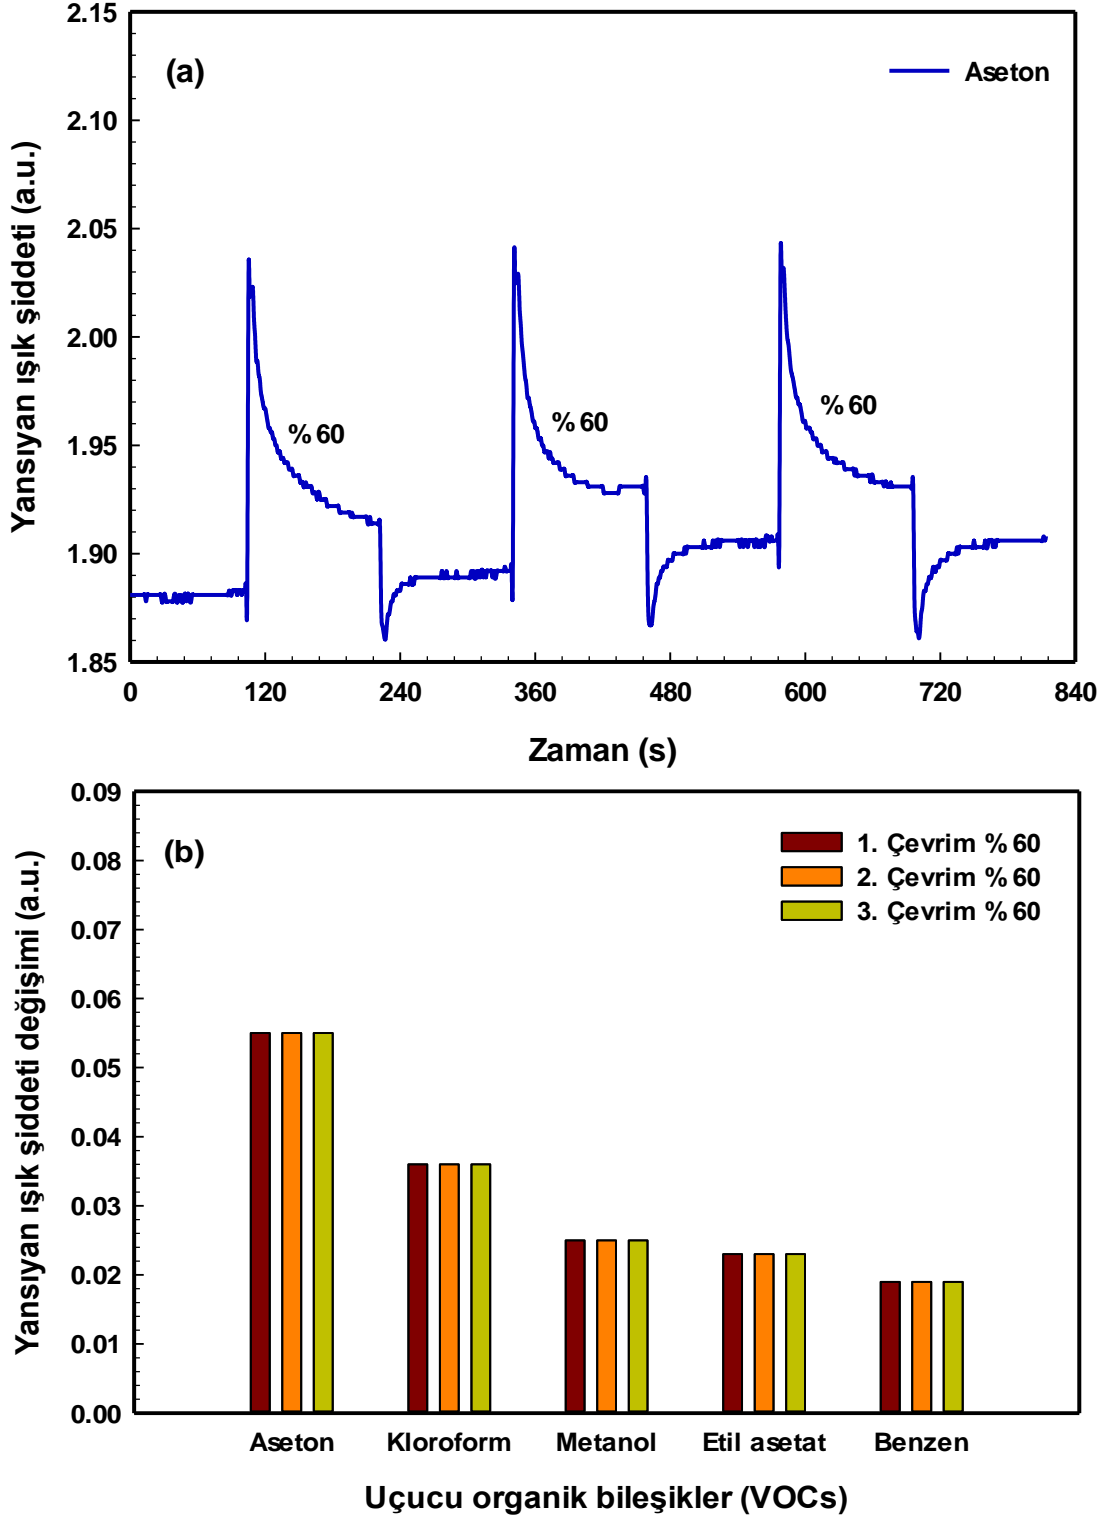 2.15
(a)
Aseton
2.10
2.05
2.00
1.95
1.90
1.85
%60
%60
%60
0 120 240 360 480 600 720 840
Yansıyan ışık şiddeti (a.u.)
Zaman (s)
0.09
(b)
1. Çevrim %60
2. Çevrim %60
3. Çevrim %60
0.08
0.07
0.06
0.05
0.04
0.03
0.02
0.01
0.00
Yansıyan ışık şiddeti değişimi (a.u.)
Aseton Kloroform Metanol Etil asetat Benzen
Uçucu organik bileşikler (VOCs)